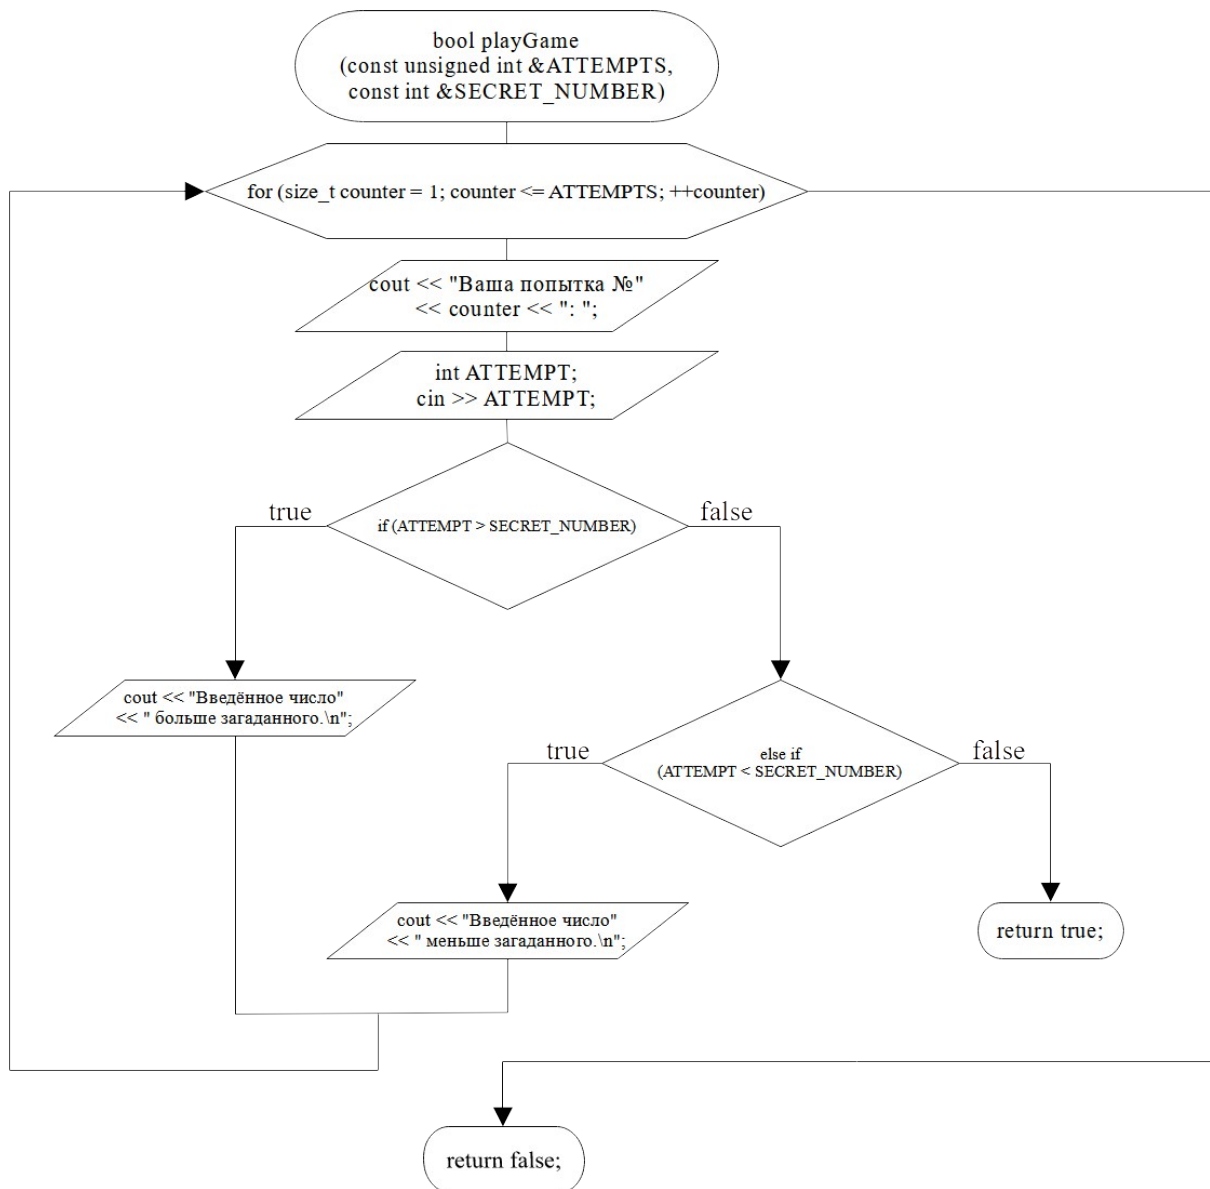 bool playGame
(const unsigned int &ATTEMPTS,
const int &SECRET_NUMBER)
for (size_t counter = 1; counter <= ATTEMPTS; ++counter)
cout << "Ваша попытка №"
<< counter << ": ";
int ATTEMPT;
cin >> ATTEMPT;
true
if (ATTEMPT > SECRET_NUMBER)
false
cout << "Введённое число"
<< " больше загаданного.\n";
true
else if
(ATTEMPT < SECRET_NUMBER)
false
cout << "Введённое число"
<< " меньше загаданного.\n";
return true;
return false;